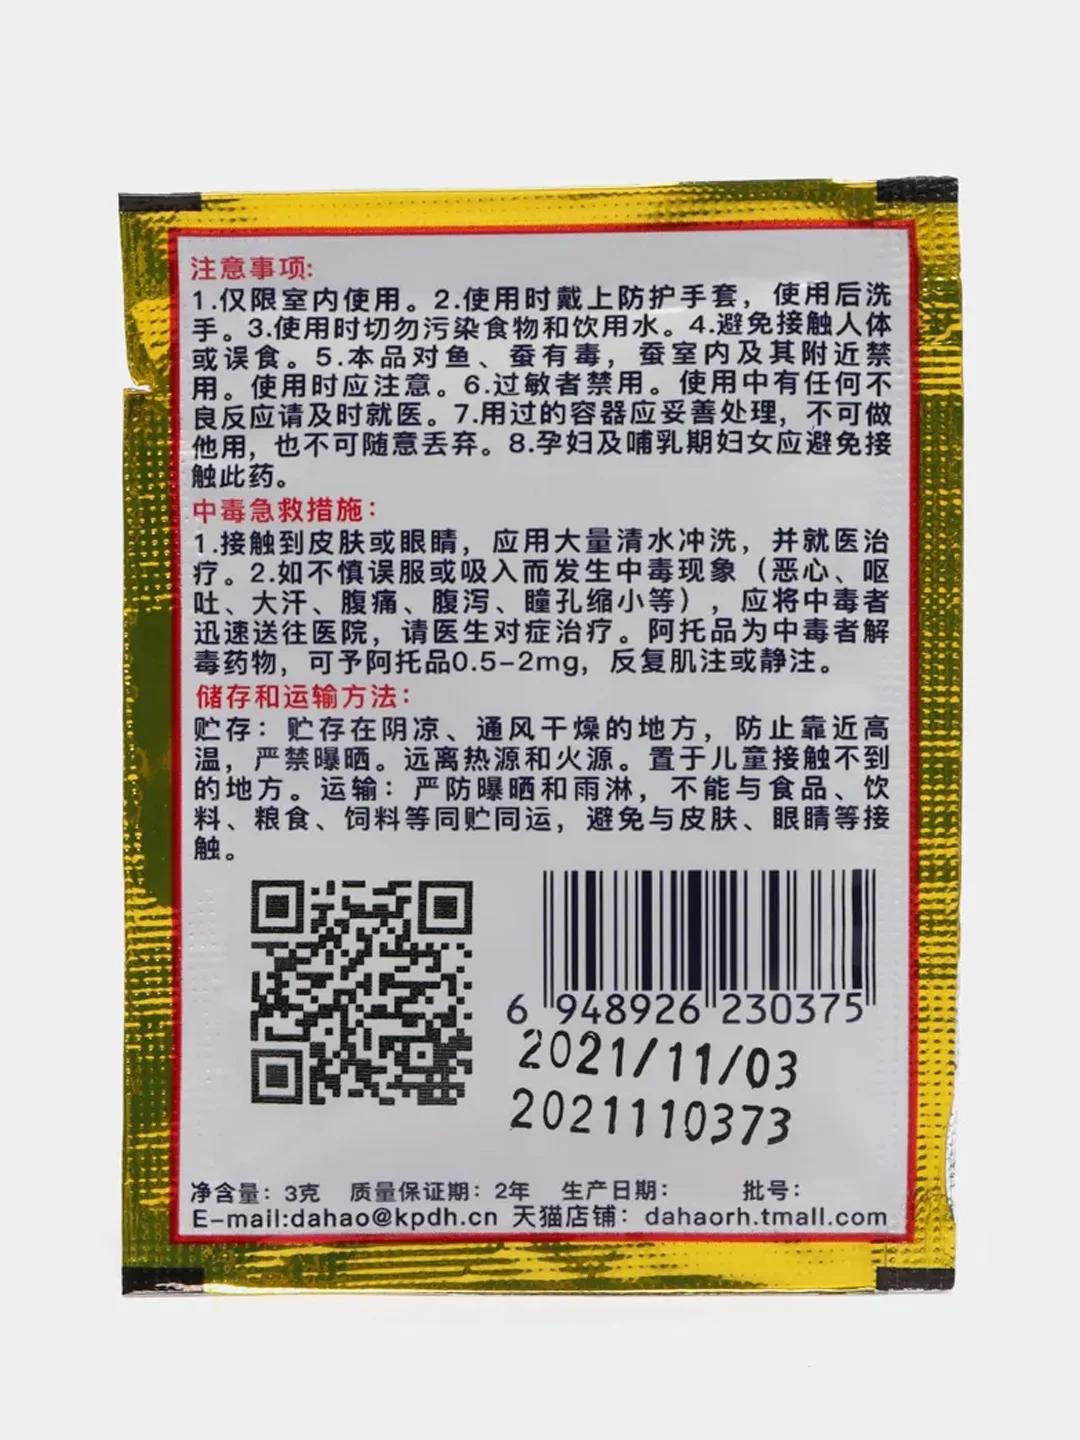 注意事项:
1.仅限室内使用。2.使用时戴上防护手套，使用后洗
手。3.使用时切勿污染食物和饮用水。4.避免接触人体
或误食。5.本品对鱼、蚕有毒，蚕室内及其附近禁
用。使用时应注意。6.过敏者禁用。使用中有任何不
良反应请及时就医。7.用过的容器应妥善处理，不可做
他用，也不可随意丢弃。8.孕妇及哺乳期妇女应避免接
触此药。
中毒急救措施：
1.接触到皮肤或眼睛，应用大量清水冲洗，并就医治
疗。2.如不慎误服或吸入而发生中毒现象（恶心、呕
吐、大汗、腹痛、腹泻、瞳孔缩小等），应将中毒者
迅速送往医院，请医生对症治疗。阿托品为中毒者解
毒药物，可予阿托品0.5-2mg，反复肌注或静注。
储存和运输方法：
贮存：贮存在阴凉、通风干燥的地方，防止靠近高
温，严禁曝晒。远离热源和火源。置于儿童接触不到
的地方。运输：严防曝晒和雨淋，不能与食品、饮
料、粮食、饲料等同贮同运，避免与皮肤、眼睛等接
触。
6 948926 230375
2021/11/03
2021110373
净含量：3克 质量保证期：2年 生产日期： 批号：
E-mail:dahao@kpdh.cn 天猫店铺：dahaorh.tmall.com